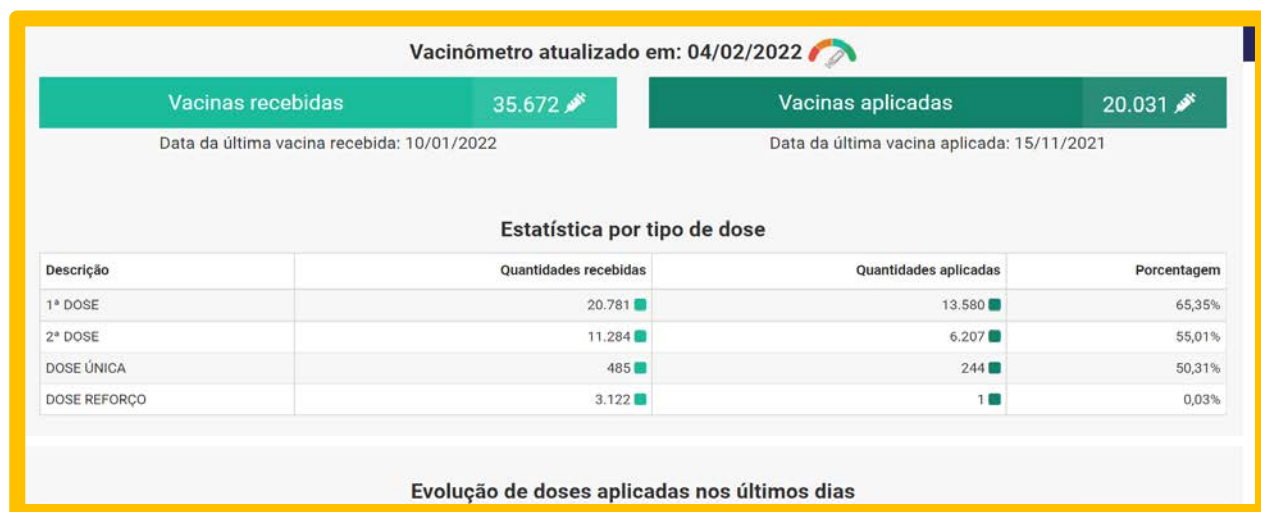 Vacinômetro atualizado em: 04/02/2022
Vacinas recebidas 35.672 Vacinas aplicadas 20.031
Data da última vacina recebida: 10/01/2022 Data da última vacina aplicada: 15/11/2021
Estatística por tipo de dose
Descrição Quantidades recebidas Quantidades aplicadas Porcentagem
1ª DOSE 20.781 13.580 65,35%
2ª DOSE 11.284 6.207 55,01%
DOSE ÚNICA 485 244 50,31%
DOSE REFORÇO 3.122 1 0,03%
Evolução de doses aplicadas nos últimos dias